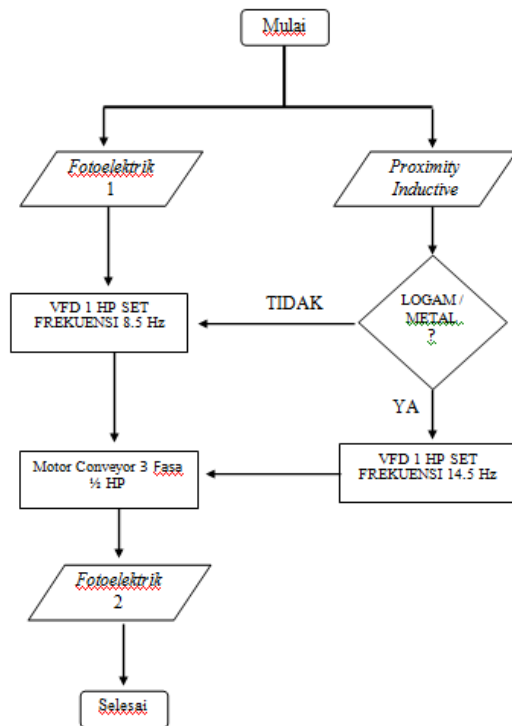 Mulai
Fotoelektrik
1
Proximity
Inductive
VFD 1 HP SET
FREKUENSI 8.5 Hz
TIDAK
LOGAM /
METAL
?
YA
VFD 1 HP SET
FREKUENSI 14.5 Hz
Motor Conveyor 3 Fasa
½ HP
Fotoelektrik
2
Selesai